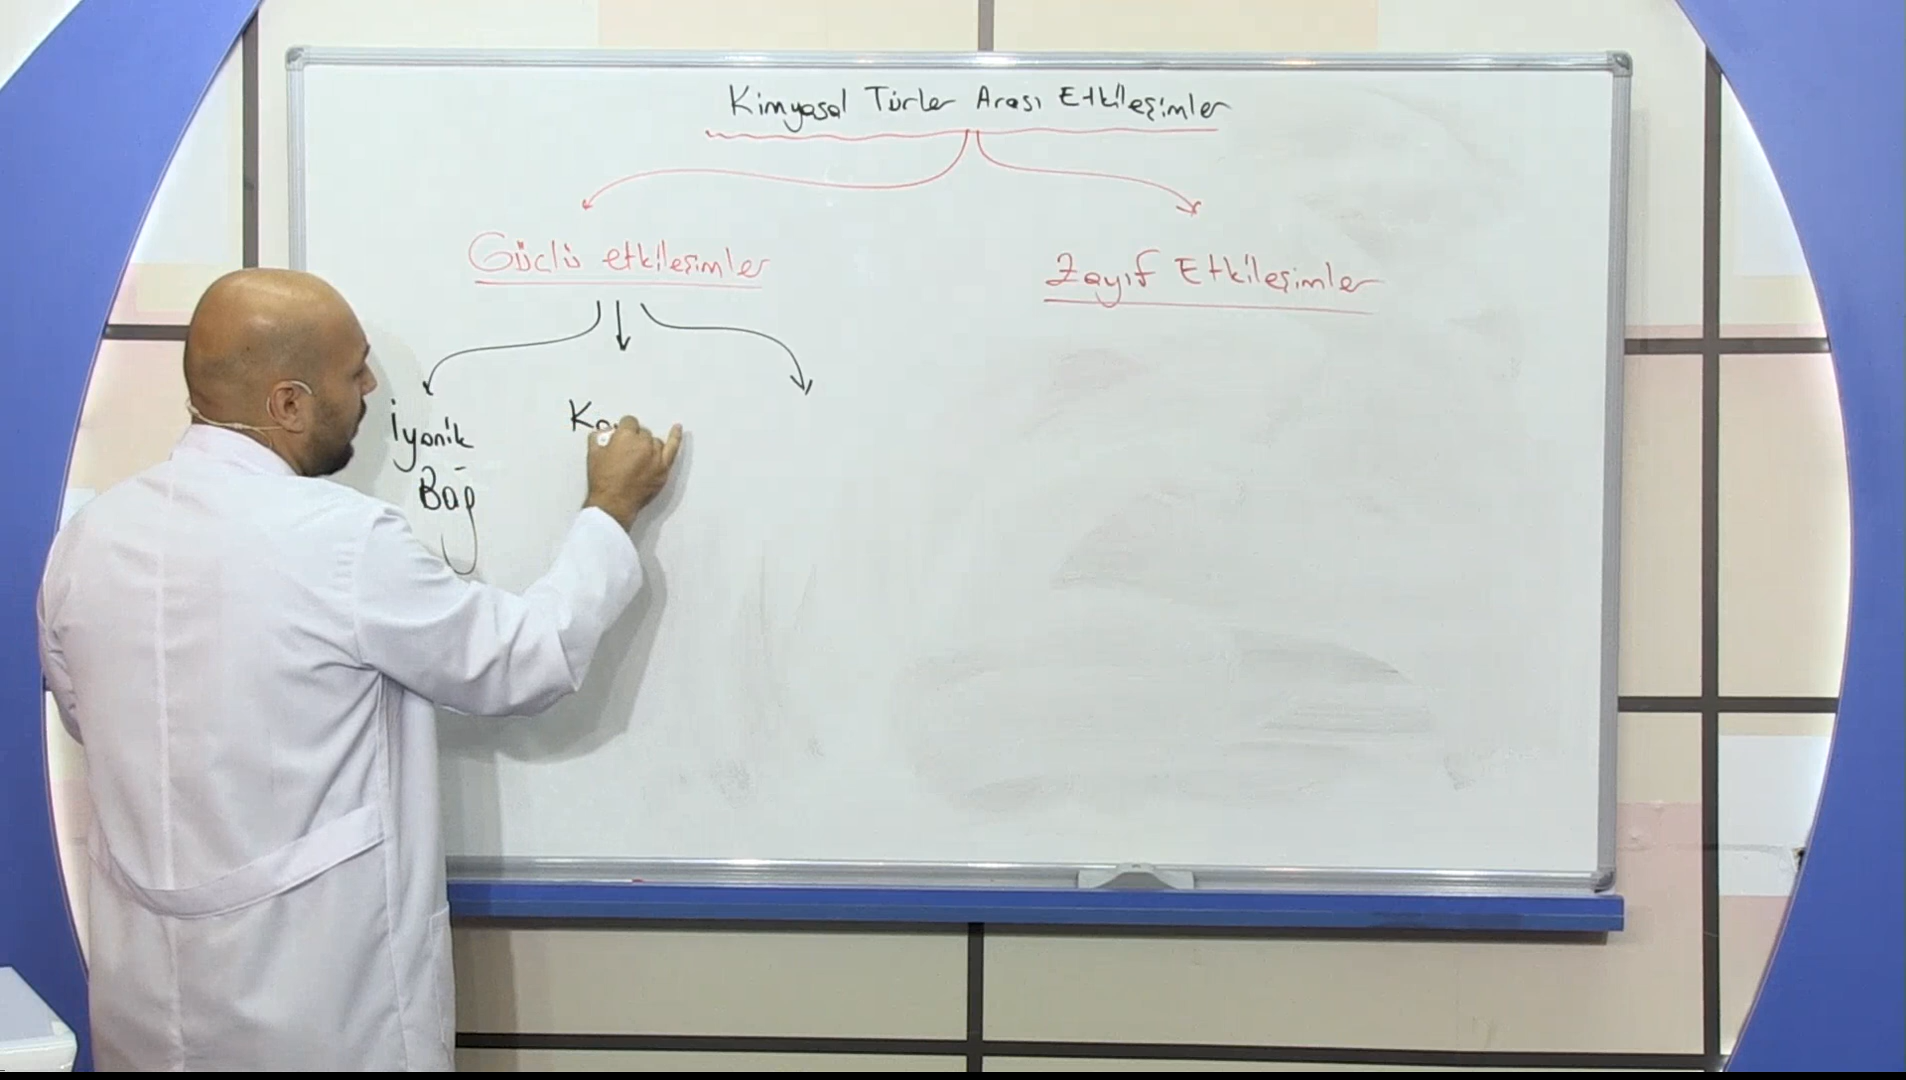 Kimyasal Türler Arası Etkileşimler
Güçlü etkileşimler
Zayıf Etkileşimler
İyonik
Bağ